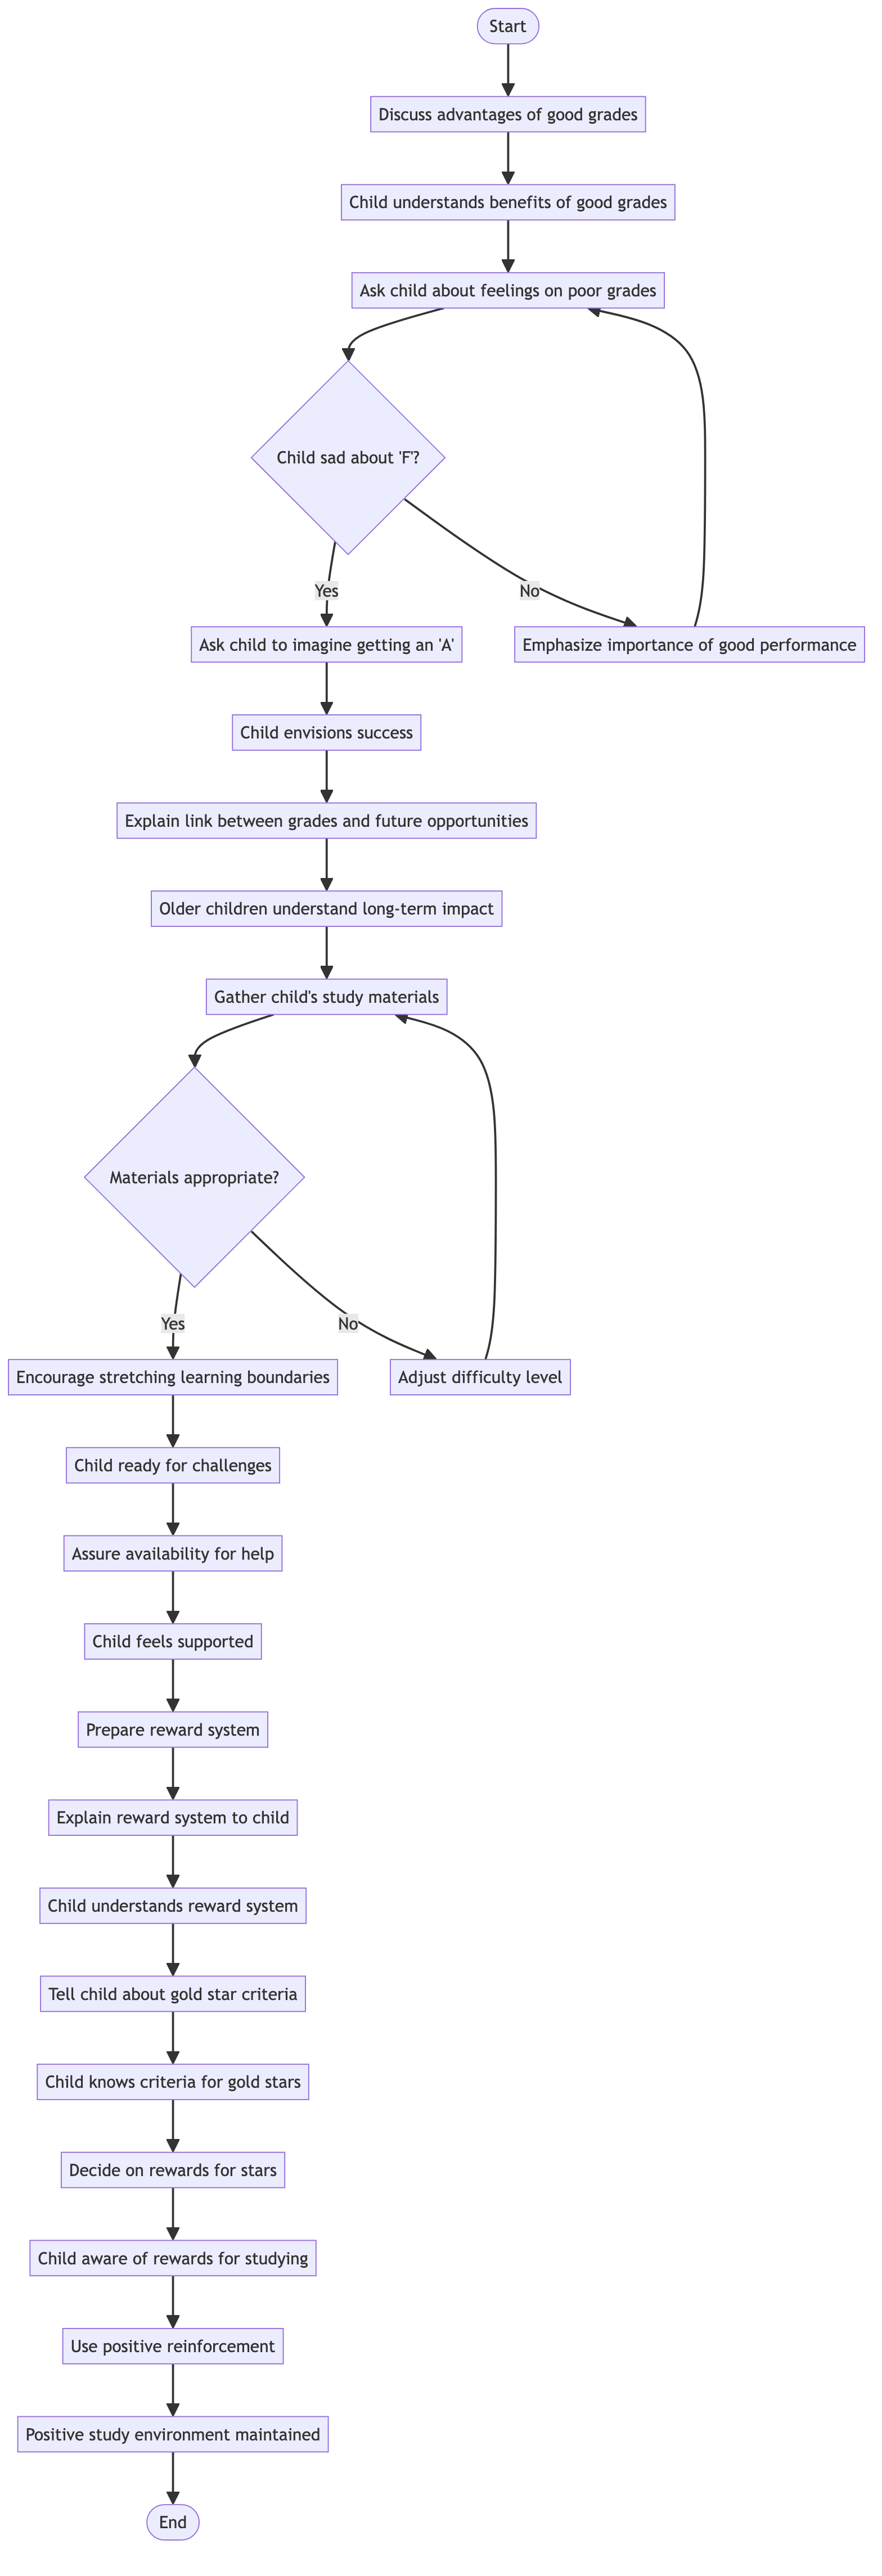 Start
Discuss advantages of good grades
Child understands benefits of good grades
Ask child about feelings on poor grades
Child sad about 'F'?
Yes
No
Ask child to imagine getting an 'A'
Emphasize importance of good performance
Child envisions success
Explain link between grades and future opportunities
Older children understand long-term impact
Gather child's study materials
Materials appropriate?
Yes
No
Encourage stretching learning boundaries
Adjust difficulty level
Child ready for challenges
Assure availability for help
Child feels supported
Prepare reward system
Explain reward system to child
Child understands reward system
Tell child about gold star criteria
Child knows criteria for gold stars
Decide on rewards for stars
Child aware of rewards for studying
Use positive reinforcement
Positive study environment maintained
End